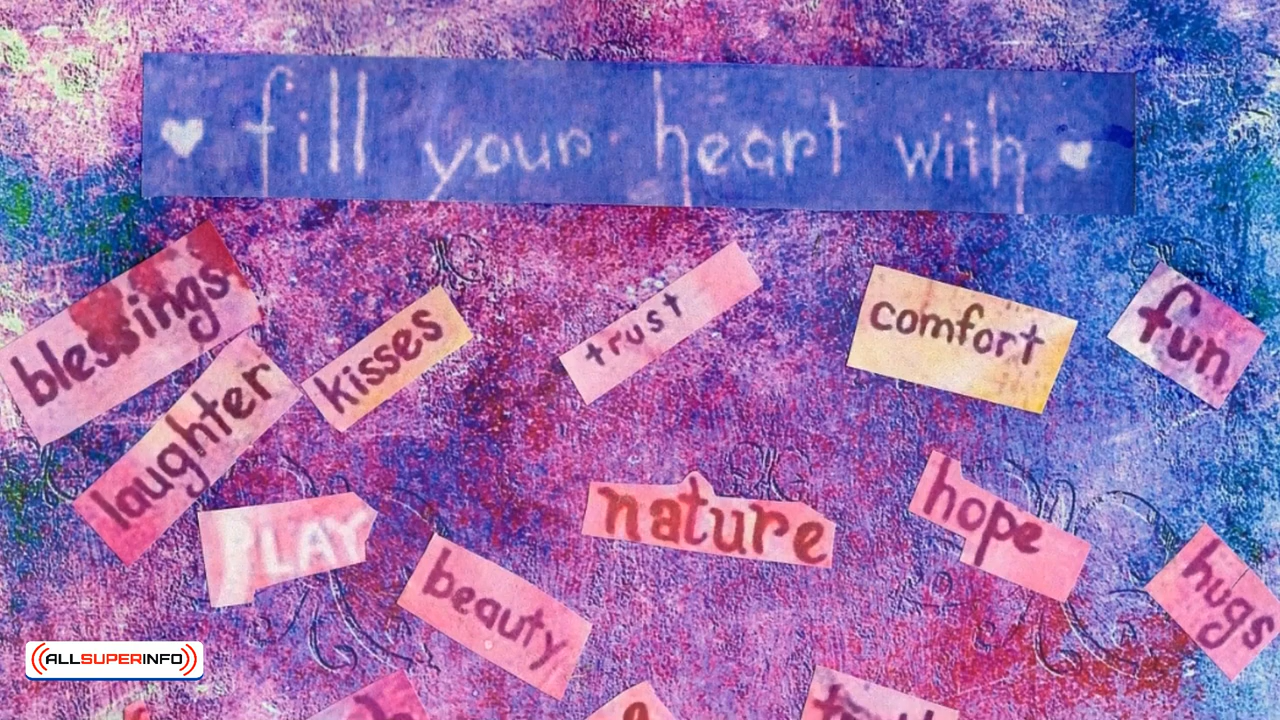 fill your heart with
blessings
kisses
trust
comfort
fun
laughter
PLAY
nature
hope
beauty
hugs
ALLSUPERINFO